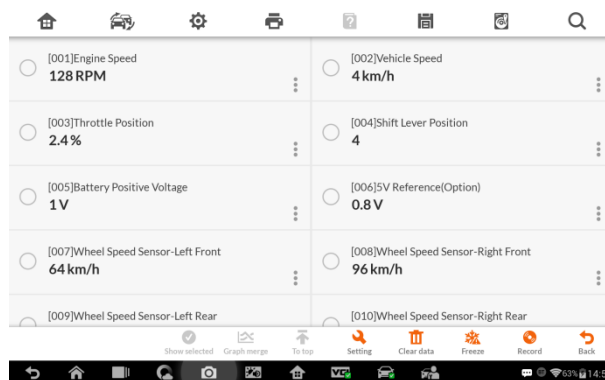 [001]Engine Speed
128 RPM
[002]Vehicle Speed
4 km/h
[003]Throttle Position
2.4 %
[004]Shift Lever Position
4
[005]Battery Positive Voltage
1 V
[006]5V Reference(Option)
0.8 V
[007]Wheel Speed Sensor-Left Front
64 km/h
[008]Wheel Speed Sensor-Right Front
96 km/h
[009]Wheel Speed Sensor-Left Rear
[010]Wheel Speed Sensor-Right Rear
Show selected Graph merge To top Setting Clear data Freeze Record Back
VCI 63% 14:5